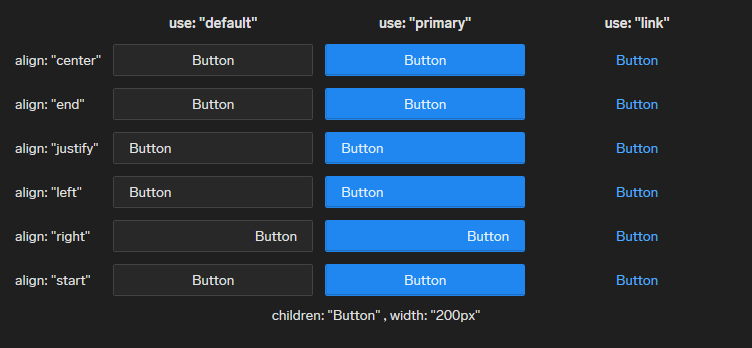 use: "default" use: "primary" use: "link"
align: "center" Button Button Button
align: "end" Button Button Button
align: "justify" Button Button Button
align: "left" Button Button Button
align: "right" Button Button Button
align: "start" Button Button Button
children: "Button" , width: "200px"